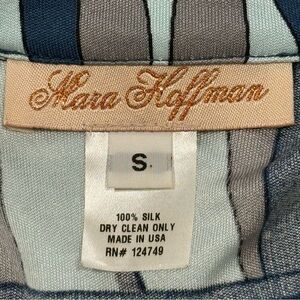 Mara Hoffman
S
100% SILK
DRY CLEAN ONLY
MADE IN USA
RN# 124749